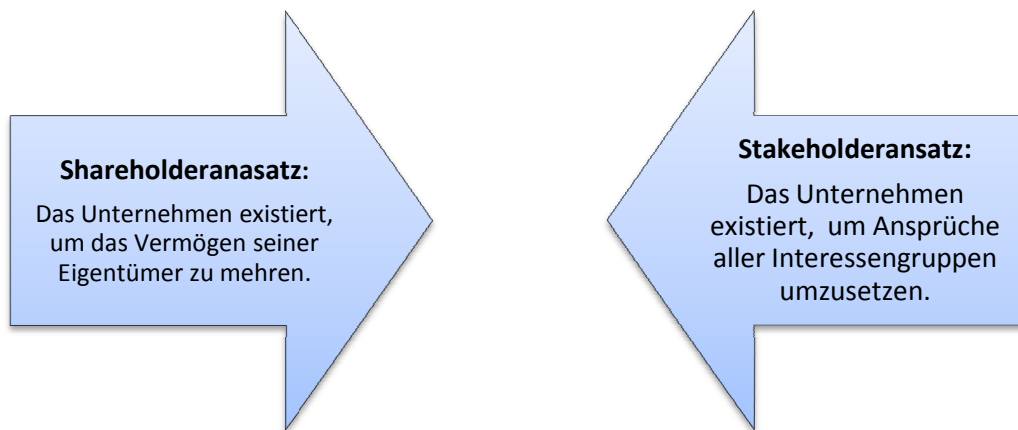 Shareholderanasatz:
Das Unternehmen existiert,
um das Vermögen seiner
Eigentümer zu mehren.
Stakeholderansatz:
Das Unternehmen
existiert,  um Ansprüche
aller Interessengruppen
umzusetzen.